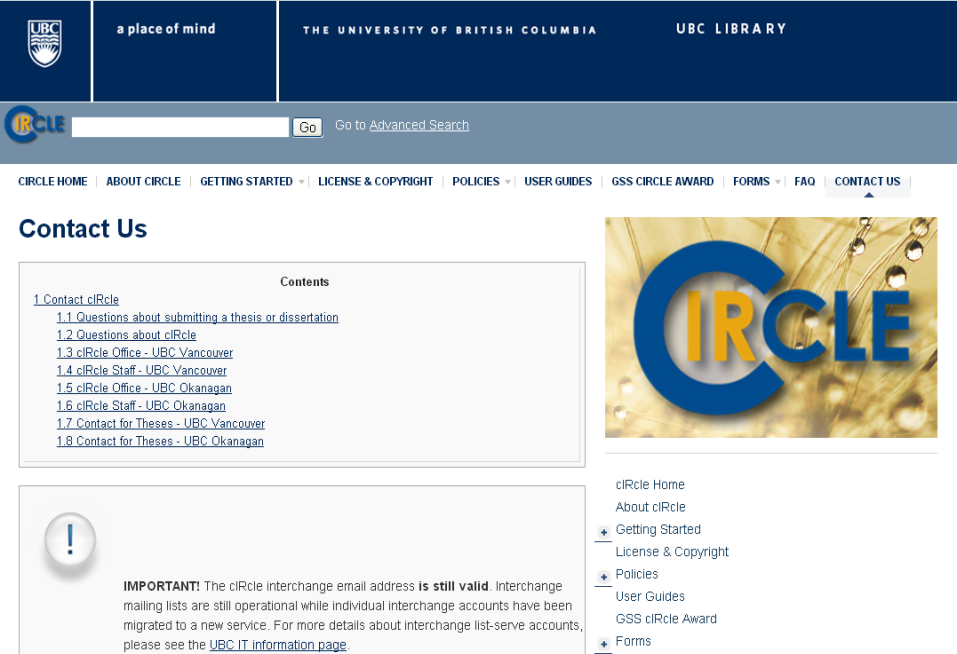 UBC
a place of mind
THE UNIVERSITY OF BRITISH COLUMBIA
UBC LIBRARY
CIRCLE
Go
Go to Advanced Search
CIRCLE HOME
ABOUT CIRCLE
GETTING STARTED
LICENSE & COPYRIGHT
POLICIES
USER GUIDES
GSS CIRCLE AWARD
FORMS
FAQ
CONTACT US
Contact Us
Contents
1 Contact cIRcle
1.1 Questions about submitting a thesis or dissertation
1.2 Questions about cIRcle
1.3 cIRcle Office - UBC Vancouver
1.4 cIRcle Staff - UBC Vancouver
1.5 cIRcle Office - UBC Okanagan
1.6 cIRcle Staff - UBC Okanagan
1.7 Contact for Theses - UBC Vancouver
1.8 Contact for Theses - UBC Okanagan
!
IMPORTANT! The cIRcle interchange email address is still valid. Interchange
mailing lists are still operational while individual interchange accounts have been
migrated to a new service. For more details about interchange list-serve accounts,
please see the UBC IT information page.
CIRCLE
cIRcle Home
About cIRcle
+ Getting Started
License & Copyright
+ Policies
User Guides
GSS cIRcle Award
+ Forms